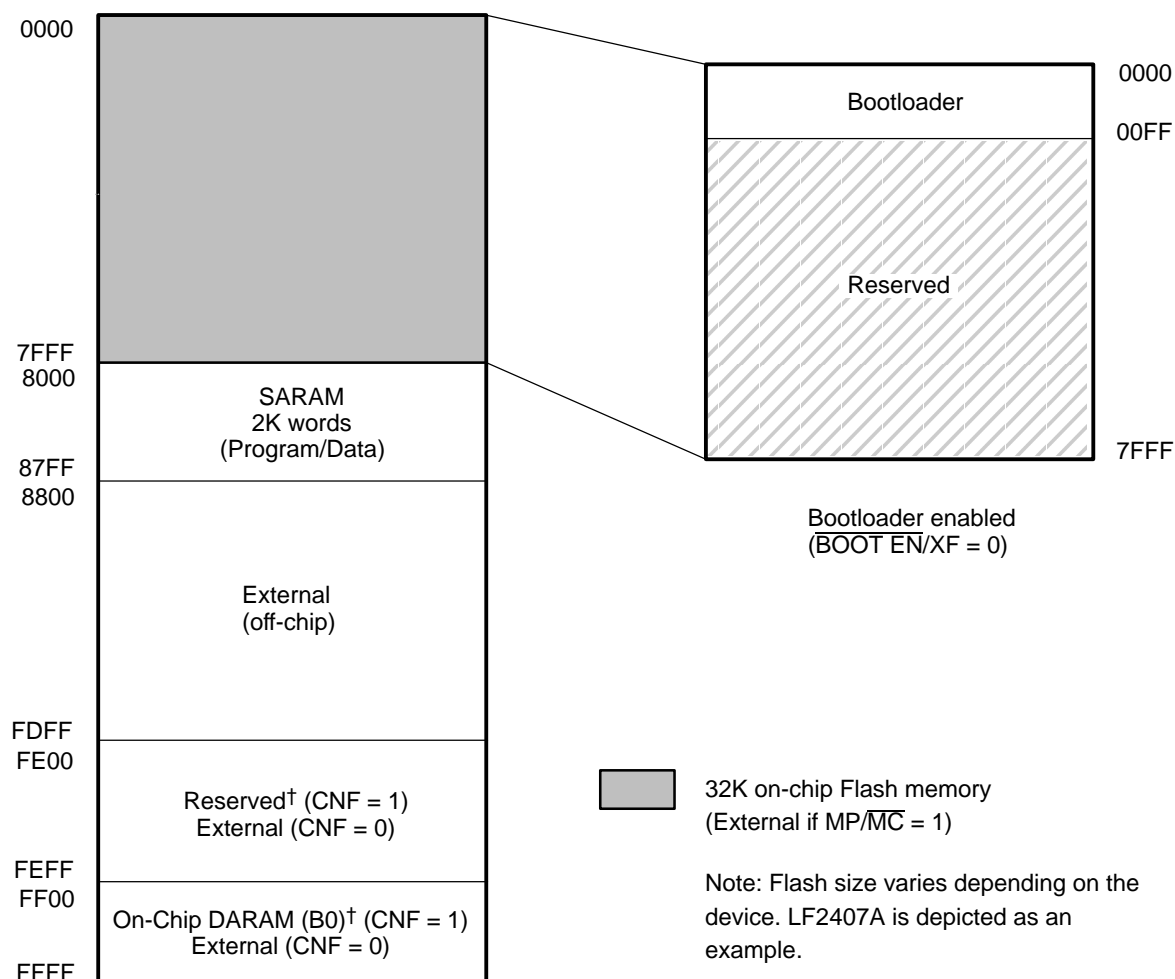 0000
7FFF
8000
SARAM
2K words
(Program/Data)
87FF
8800
External
(off-chip)
FDFF
FE00
Reserved† (CNF = 1)
External (CNF = 0)
FEFF
FF00
On-Chip DARAM (B0)† (CNF = 1)
External (CNF = 0)
FFFF
0000
Bootloader
00FF
Reserved
7FFF
Bootloader enabled
(BOOT EN/XF = 0)
32K on-chip Flash memory
(External if MP/MC = 1)
Note: Flash size varies depending on the
device. LF2407A is depicted as an
example.